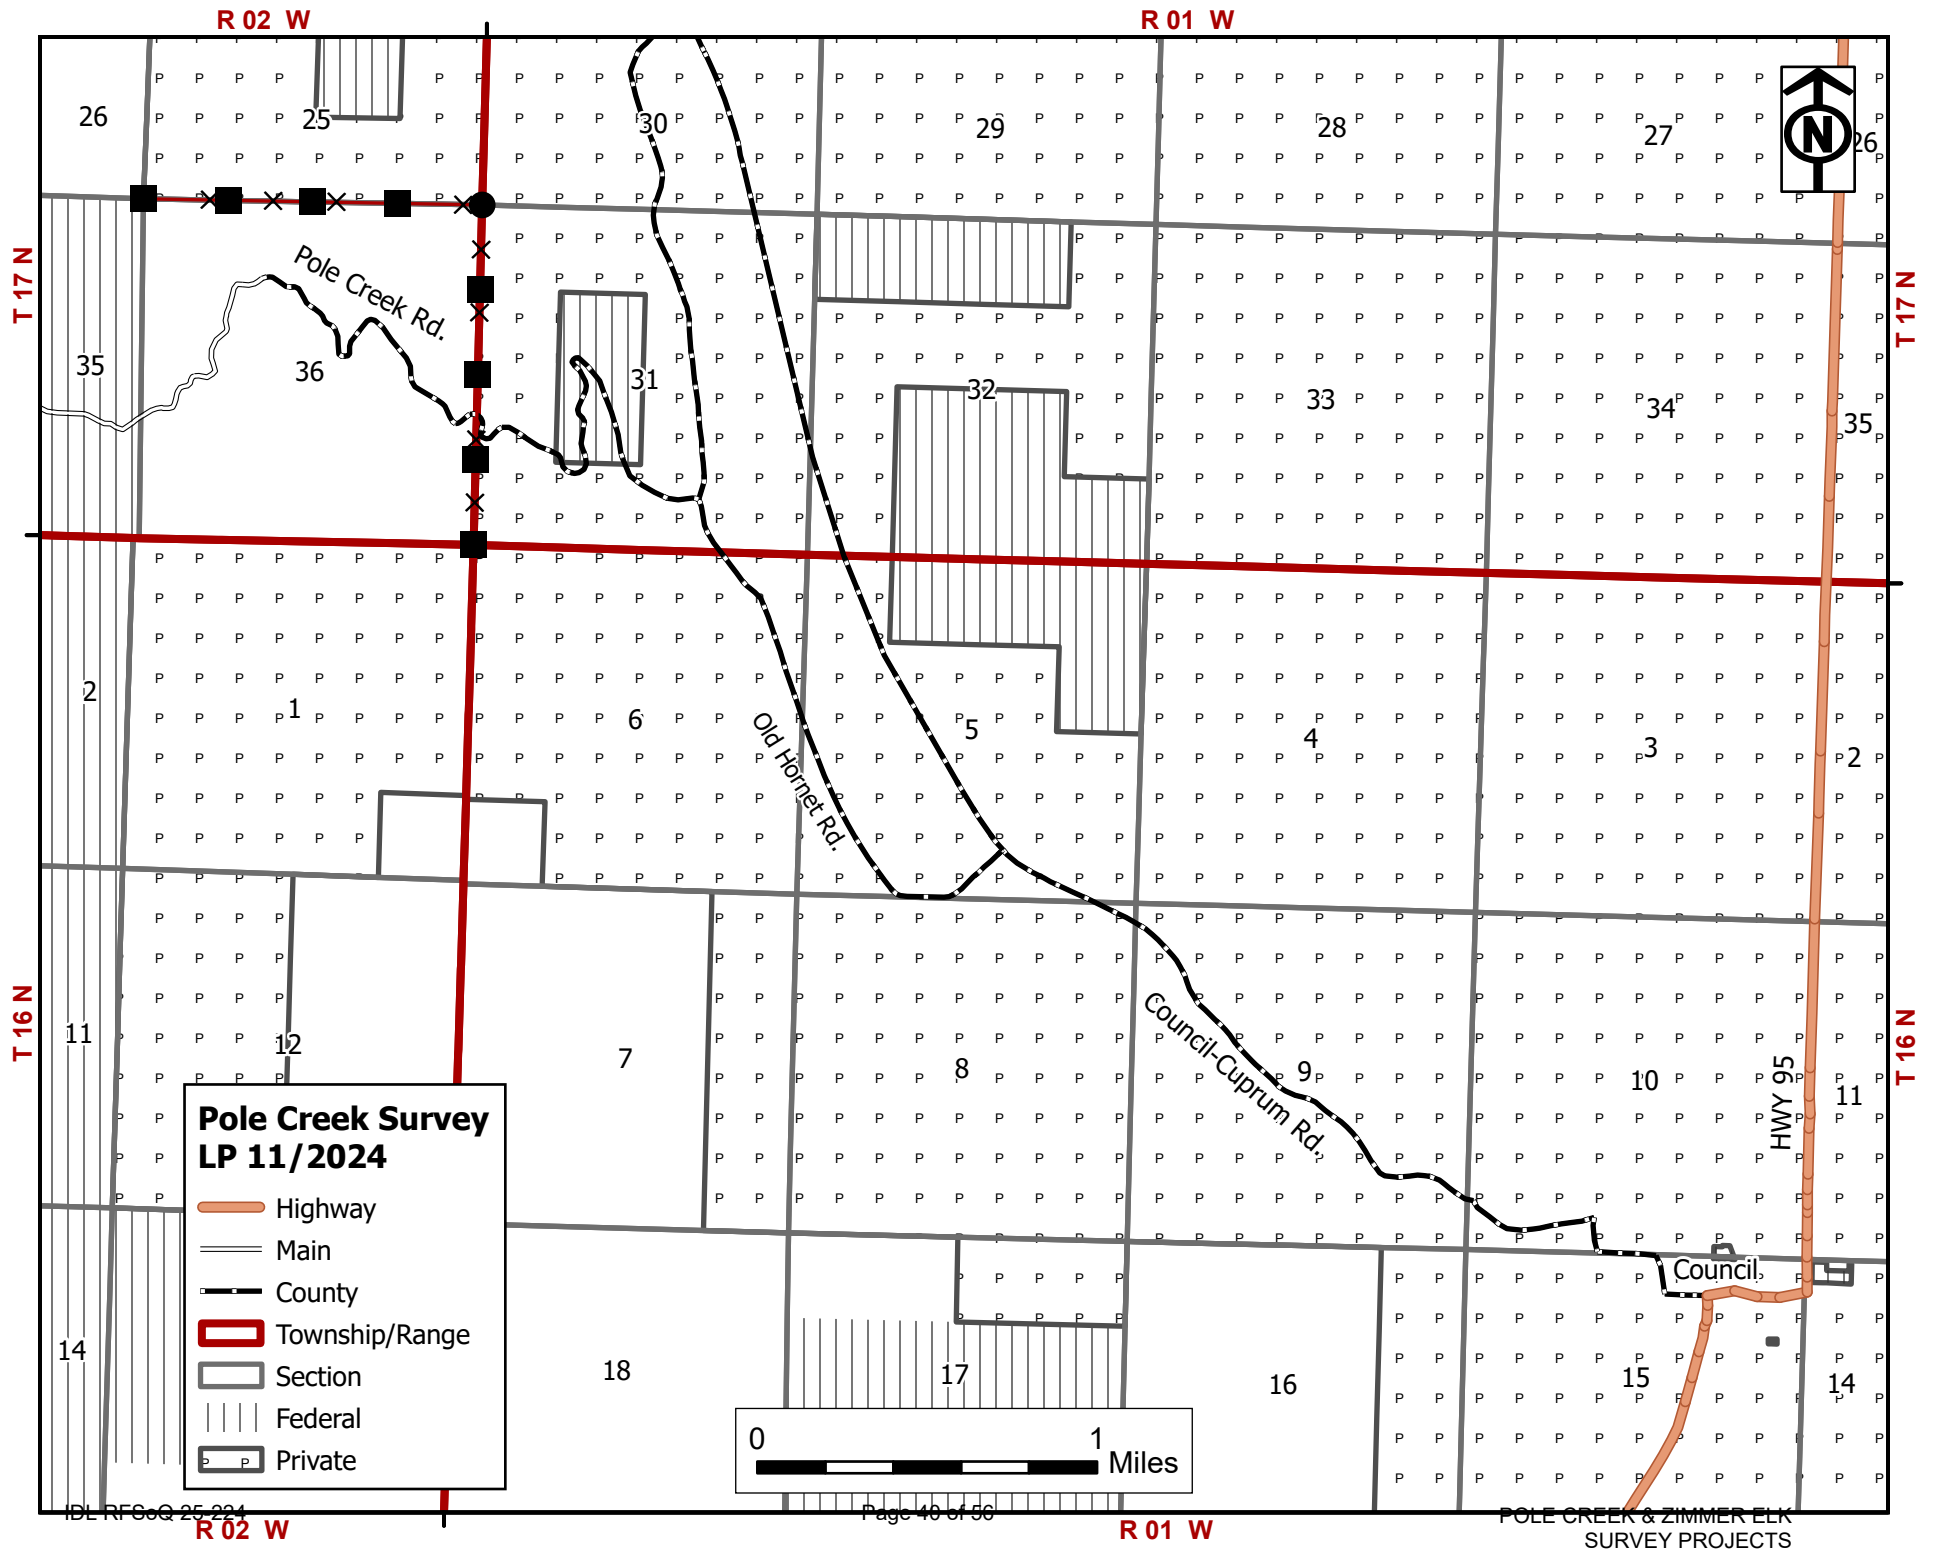 R 02 W
R 01 W
26
25
30
29
28
27
26
N
T 17 N
T 17 N
Pole Creek Rd.
35
36
31
32
33
34
35
2
1
6
5
4
3
2
Old Hornet Rd.
T 16 N
T 16 N
11
12
7
8
9
10
11
Council-Cuprum Rd.
HWY 95
Council
14
18
17
16
15
14
Pole Creek Survey
LP 11/2024
Highway
Main
County
Township/Range
Section
Federal
P P Private
0 1
Miles
IDL RFSoQ 25-224
Page 40 of 56
POLE CREEK & ZIMMER ELK
SURVEY PROJECTS
R 02 W
R 01 W